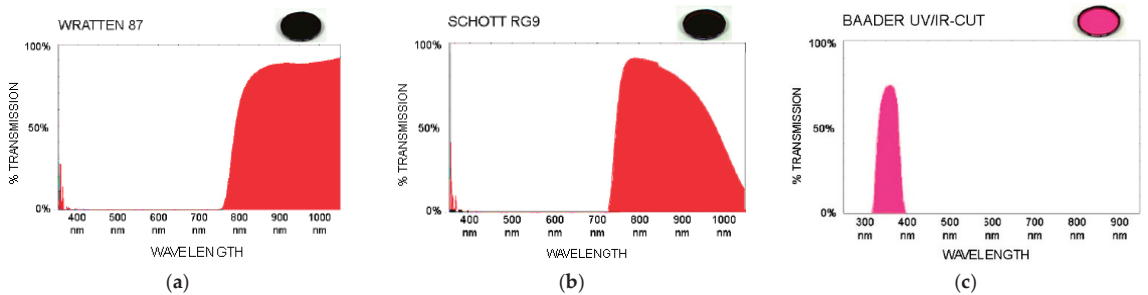 WRATTEN 87
100%
50%
0%
% TRANSMISSION
400 500 600 700 800 900 1000
nm nm nm nm nm nm nm
WAVELENGTH
(a)
SCHOTT RG9
100%
50%
0%
% TRANSMISSION
400 500 600 700 800 900 1000
nm nm nm nm nm nm nm
WAVELENGTH
(b)
BAADER UV/IR-CUT
100%
50%
0%
% TRANSMISSION
300 400 500 500 600 700 800 900
nm nm nm nm nm nm nm
WAVELENGTH
(c)